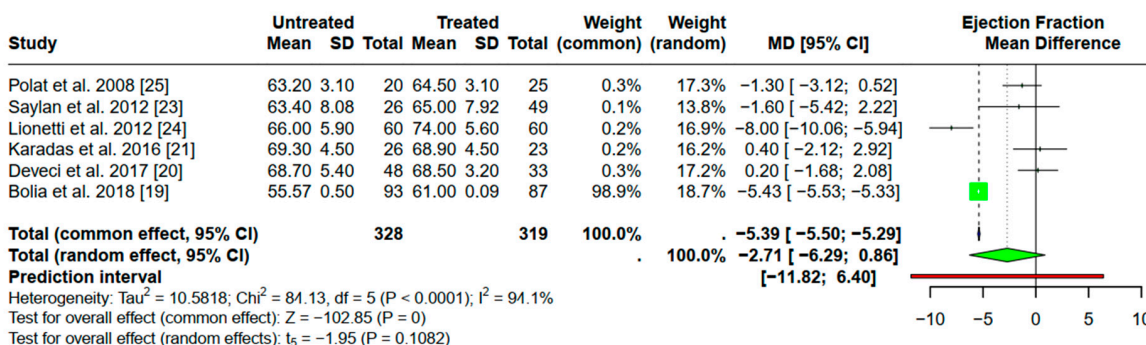 Untreated Treated Weight Weight Ejection Fraction
Study Mean SD Total Mean SD Total (common) (random) MD [95% CI] Mean Difference
Polat et al. 2008 [25] 63.20 3.10 20 64.50 3.10 25 0.3% 17.3% −1.30 [ −3.12; 0.52]
Saylan et al. 2012 [23] 63.40 8.08 26 65.00 7.92 49 0.1% 13.8% −1.60 [ −5.42; 2.22]
Lionetti et al. 2012 [24] 66.00 5.90 60 74.00 5.60 60 0.2% 16.9% −8.00 [−10.06; −5.94]
Karadas et al. 2016 [21] 69.30 4.50 26 68.90 4.50 23 0.2% 16.2% 0.40 [ −2.12; 2.92]
Deveci et al. 2017 [20] 68.70 5.40 48 68.50 3.20 33 0.3% 17.2% 0.20 [ −1.68; 2.08]
Bolia et al. 2018 [19] 55.57 0.50 93 61.00 0.09 87 98.9% 18.7% −5.43 [ −5.53; −5.33]
Total (common effect, 95% CI) 328 319 100.0% . −5.39 [ −5.50; −5.29]
Total (random effect, 95% CI) . 100.0% −2.71 [ −6.29; 0.86]
Prediction interval [−11.82; 6.40]
Heterogeneity: Tau² = 10.5818; Chi² = 84.13, df = 5 (P < 0.0001); I² = 94.1%
Test for overall effect (common effect): Z = −102.85 (P = 0)
Test for overall effect (random effects): t₅ = −1.95 (P = 0.1082)
−10 −5 0 5 10